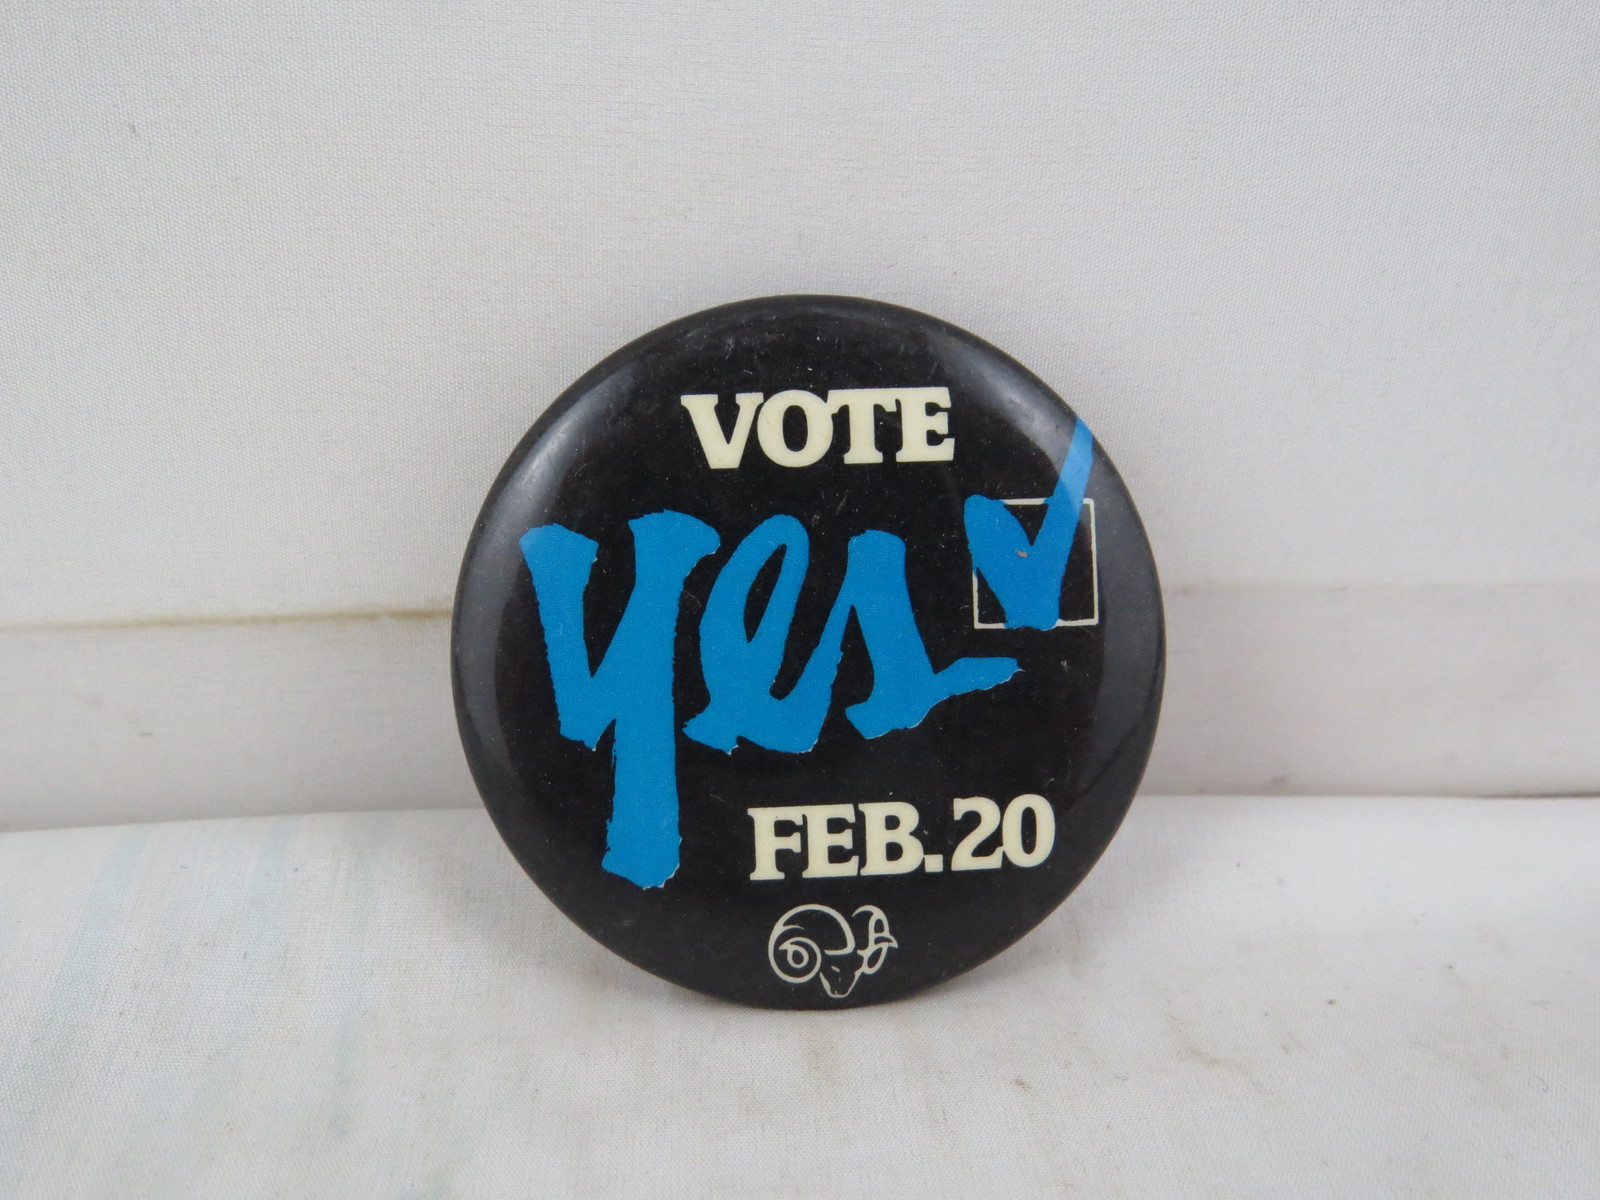 VOTE
yes
FEB. 20